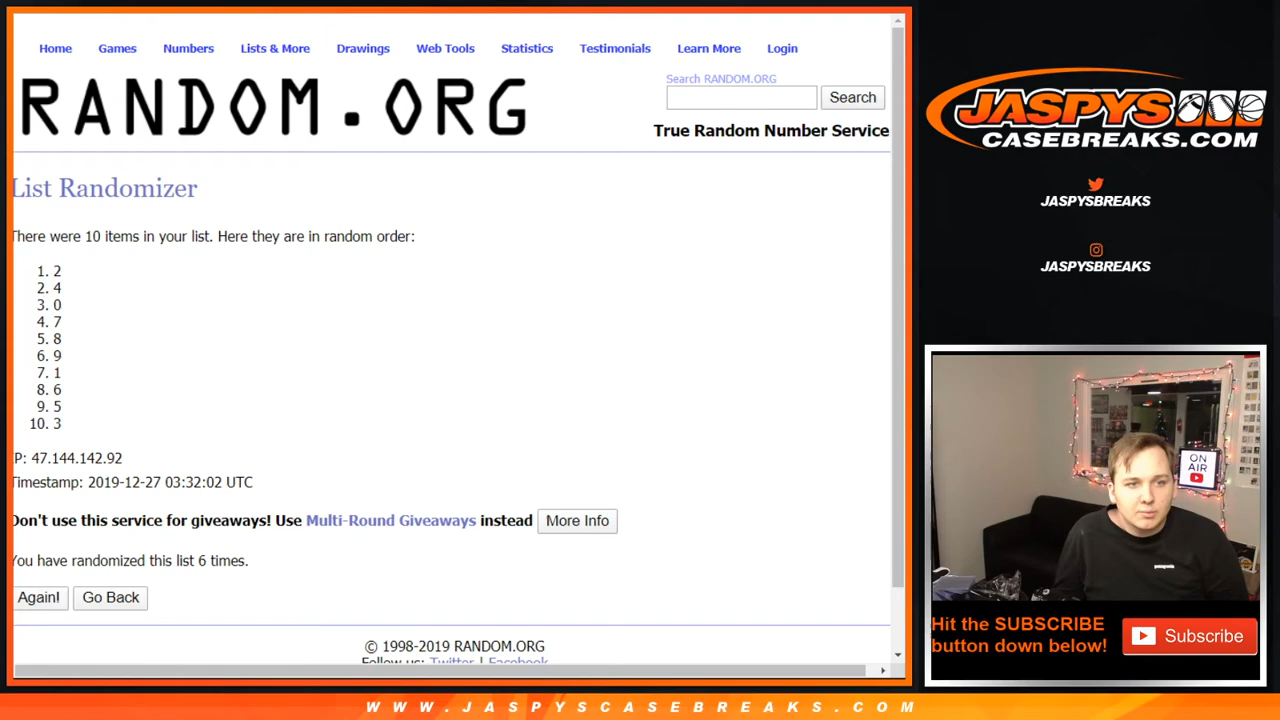 Home Games Numbers Lists & More Drawings Web Tools Statistics Testimonials Learn More Login
RANDOM.ORG
Search RANDOM.ORG
Search
True Random Number Service
List Randomizer
There were 10 items in your list. Here they are in random order:
1. 2
2. 4
3. 0
4. 7
5. 8
6. 9
7. 1
8. 6
9. 5
10. 3
IP: 47.144.142.92
Timestamp: 2019-12-27 03:32:02 UTC
Don't use this service for giveaways! Use Multi-Round Giveaways instead More Info
You have randomized this list 6 times.
Again! Go Back
© 1998-2019 RANDOM.ORG
Follow us: Twitter | Facebook
JASPYS
CASEBREAKS.COM
JASPYSBREAKS
JASPYSBREAKS
ON
AIR
Hit the SUBSCRIBE
button down below!
Subscribe
WWW.JASPYSCASEBREAKS.COM